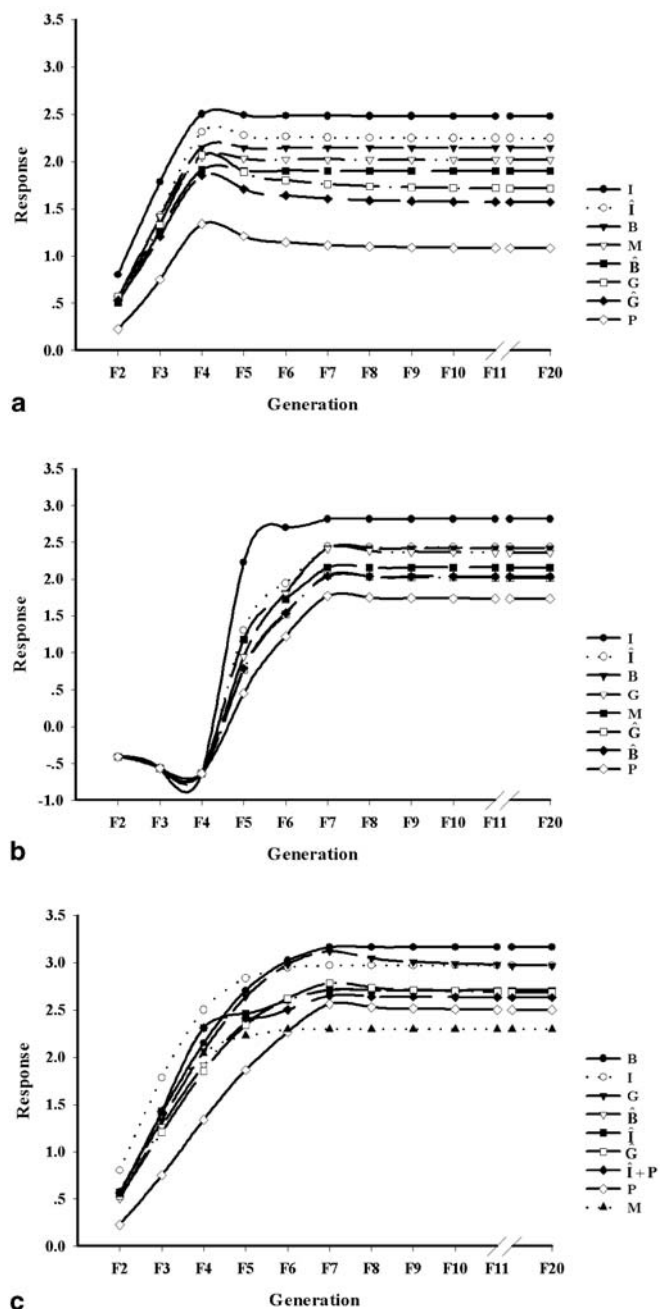 3.5
3.0
2.5
2.0
1.5
1.0
.5
0.0
Response
F2 F3 F4 F5 F6 F7 F8 F9 F10 F11 F20
Generation
I
Î
B
M
B̂
G
Ĝ
P
a
3.5
3.0
2.5
2.0
1.5
1.0
.5
0.0
-.5
-1.0
Response
F2 F3 F4 F5 F6 F7 F8 F9 F10 F11 F20
Generation
I
Î
B
G
M
Ĝ
B̂
P
b
3.5
3.0
2.5
2.0
1.5
1.0
.5
0.0
Response
F2 F3 F4 F5 F6 F7 F8 F9 F10 F11 F20
Generation
B
I
G
B̂
Î
Ĝ
Î + P
P
M
c